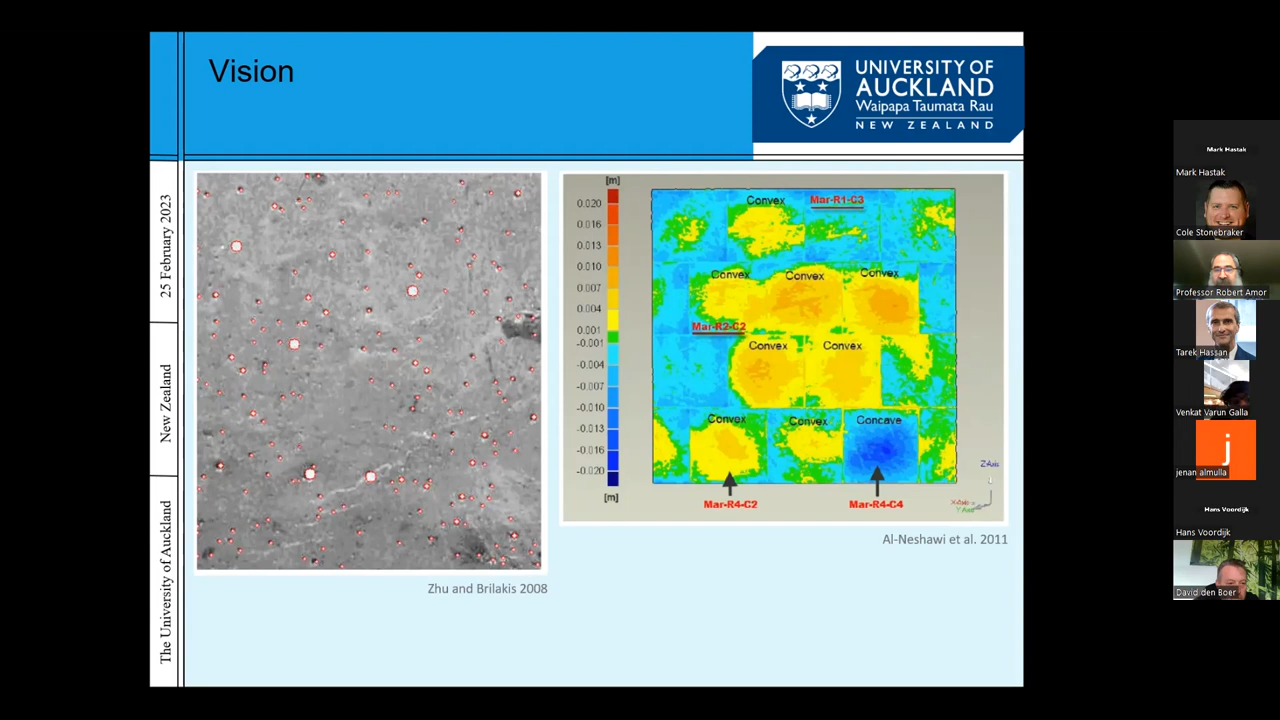 Vision
UNIVERSITY OF
AUCKLAND
Waipapa Taumata Rau
NEW ZEALAND
25 February 2023
New Zealand
The University of Auckland
Zhu and Brilakis 2008
[m]
0.020
0.016
0.013
0.010
0.007
0.004
0.001
-0.001
-0.004
-0.007
-0.010
-0.013
-0.016
-0.020
[m]
Convex
Mar-R1-C3
Convex
Convex
Convex
Mar-R2-C2
Convex
Convex
Convex
Convex
Concave
Mar-R4-C2
Mar-R4-C4
Z Axis
X-Axis
Y Axis
Al-Neshawi et al. 2011
Mark Hastak
Mark Hastak
Cole Stonebraker
Professor Robert Amor
Tarek Hassan
Venkat Varun Galla
j
jenan almulla
Hans Voordijk
Hans Voordijk
David den Boer